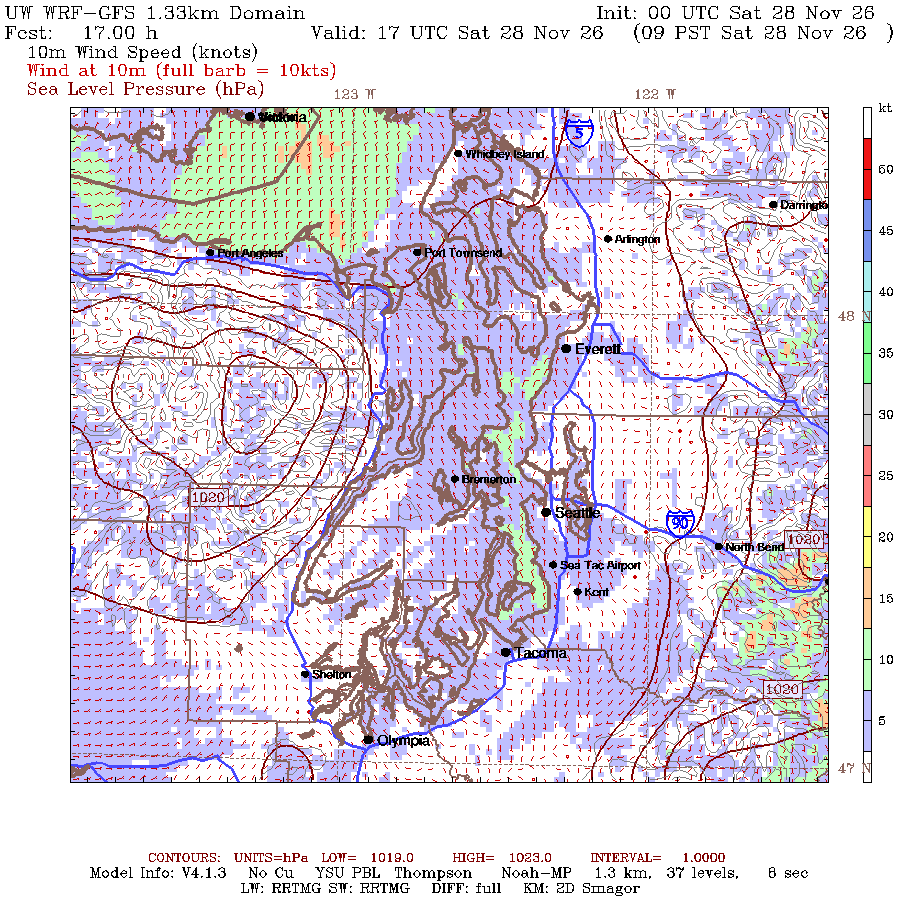 UW WRF-GFS 1.33km Domain Init: 00 UTC Sat 28 Nov 26
Fcst: 17.00 h Valid: 17 UTC Sat 28 Nov 26 (09 PST Sat 28 Nov 26 )
10m Wind Speed (knots)
Wind at 10m (full barb = 10kts)
Sea Level Pressure (hPa)
123 W 122 W
kt
Victoria
5
Whidbey Island
50
Darringto
45
Arlington
Port Angeles
Port Townsend
40
48 N
Everett
35
30
Bremerton
25
1020
Seattle
90
20
1020
North Bend
Sea Tac Airport
Kent
15
Tacoma
10
Shelton
1020
5
Olympia
47 N
CONTOURS: UNITS=hPa LOW= 1019.0 HIGH= 1023.0 INTERVAL= 1.0000
Model Info: V4.1.3 No Cu YSU PBL Thompson Noah-MP 1.3 km, 37 levels, 8 sec
LW: RRTMG SW: RRTMG DIFF: full KM: 2D Smagor